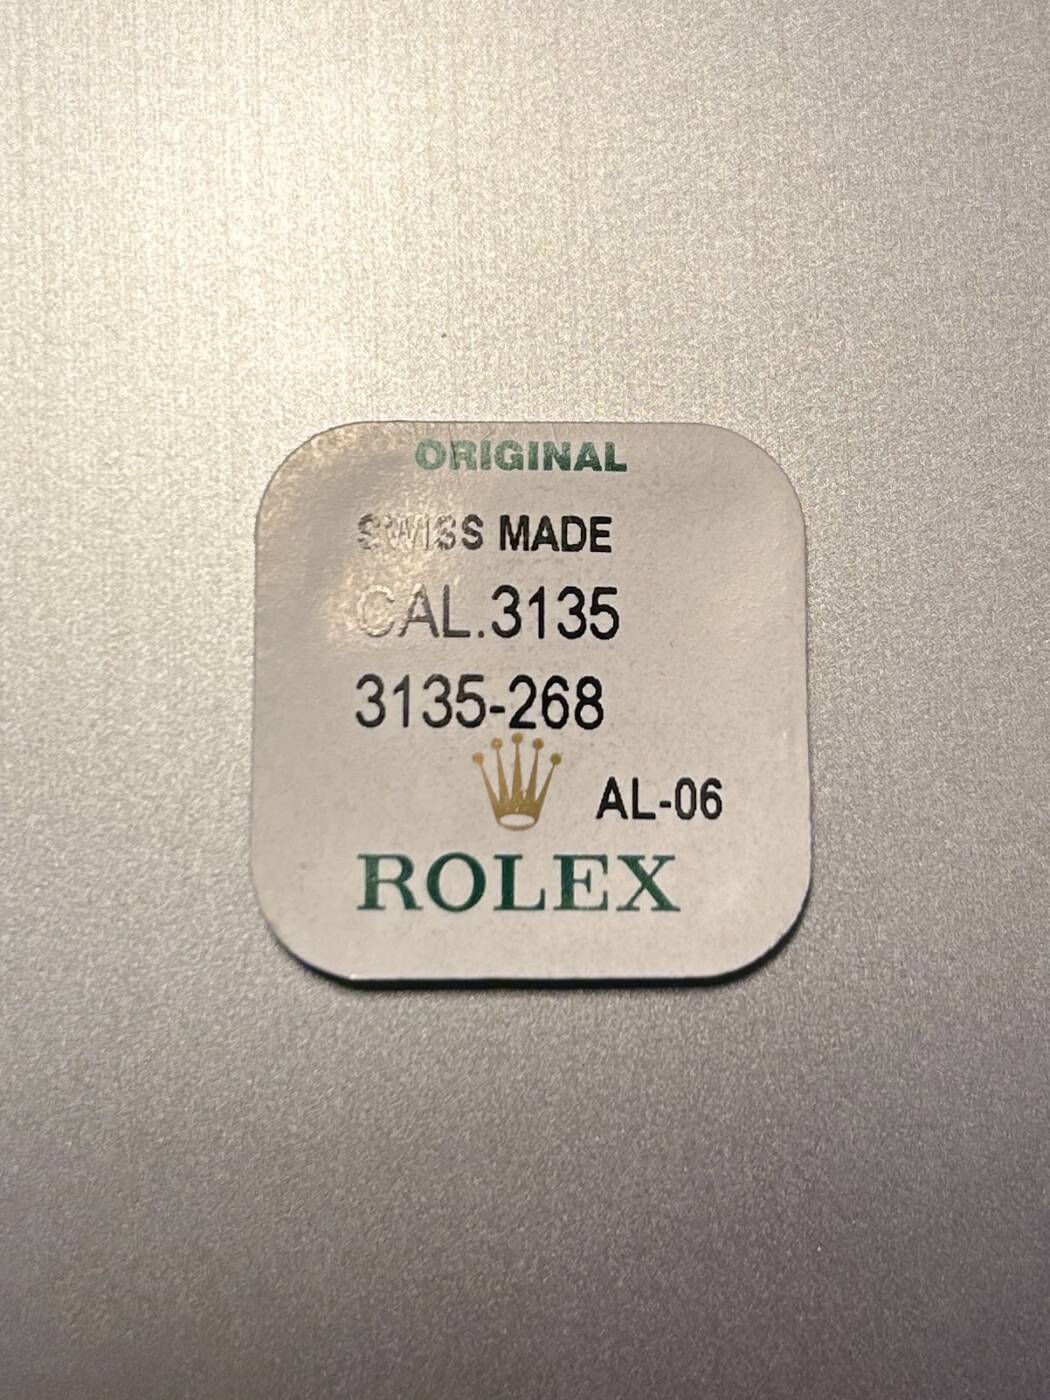 ORIGINAL
SWISS MADE
CAL.3135
3135-268
AL-06
ROLEX